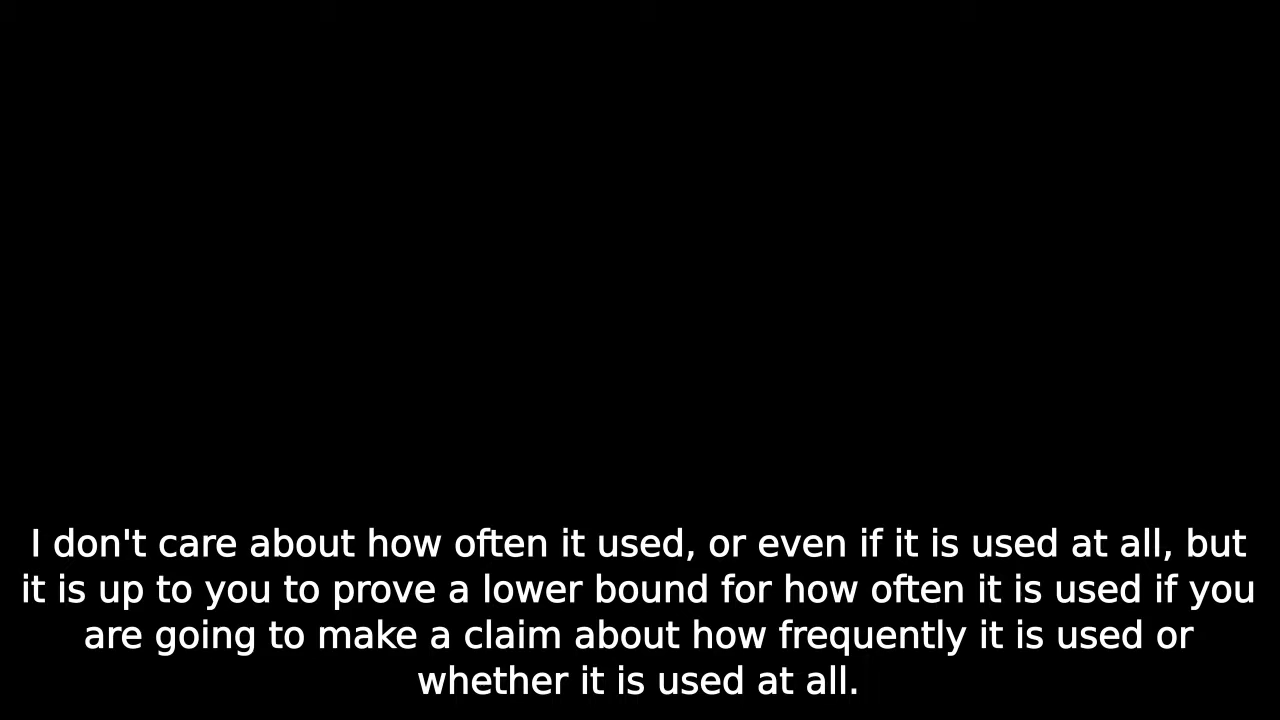 I don't care about how often it used, or even if it is used at all, but
it is up to you to prove a lower bound for how often it is used if you
are going to make a claim about how frequently it is used or
whether it is used at all.